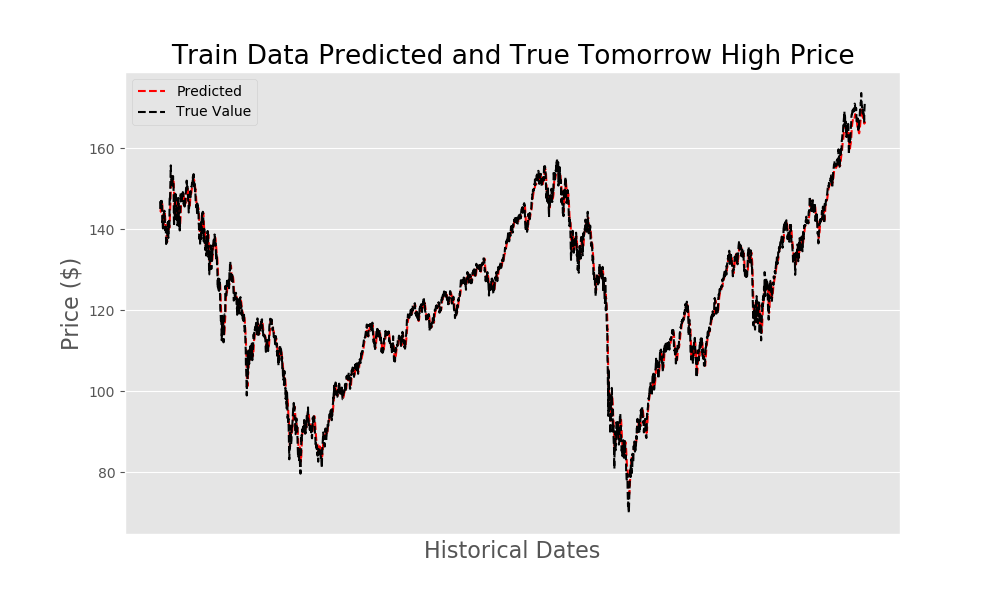 Train Data Predicted and True Tomorrow High Price
Predicted
True Value
160
140
120
100
80
Price ($)
Historical Dates